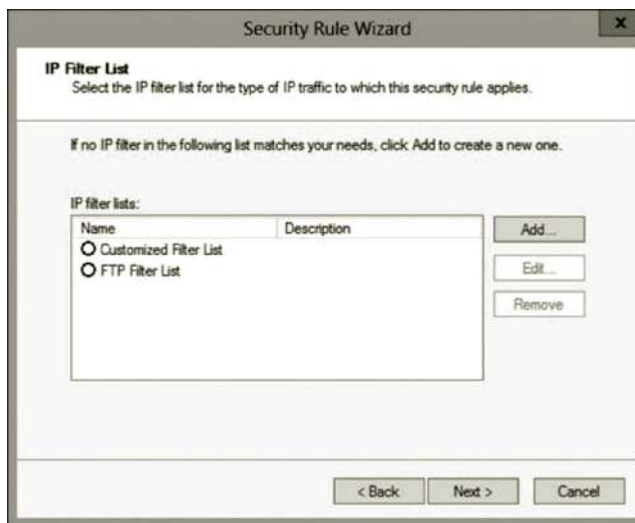 Security Rule Wizard
x
IP Filter List
Select the IP filter list for the type of IP traffic to which this security rule applies.
If no IP filter in the following list matches your needs, click Add to create a new one.
IP filter lists:
Name Description
Add...
Customized Filter List
FTP Filter List
Edit...
Remove
< Back Next > Cancel